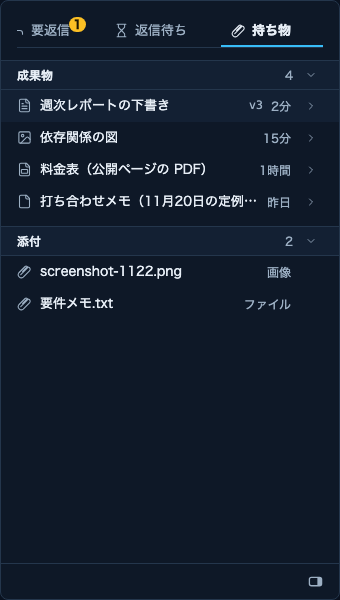 要返信 1 返信待ち 持ち物
成果物 4
週次レポートの下書き v3 2分
依存関係の図 15分
料金表（公開ページの PDF） 1時間
打ち合わせメモ（11月20日の定例… 昨日
添付 2
screenshot-1122.png 画像
要件メモ.txt ファイル